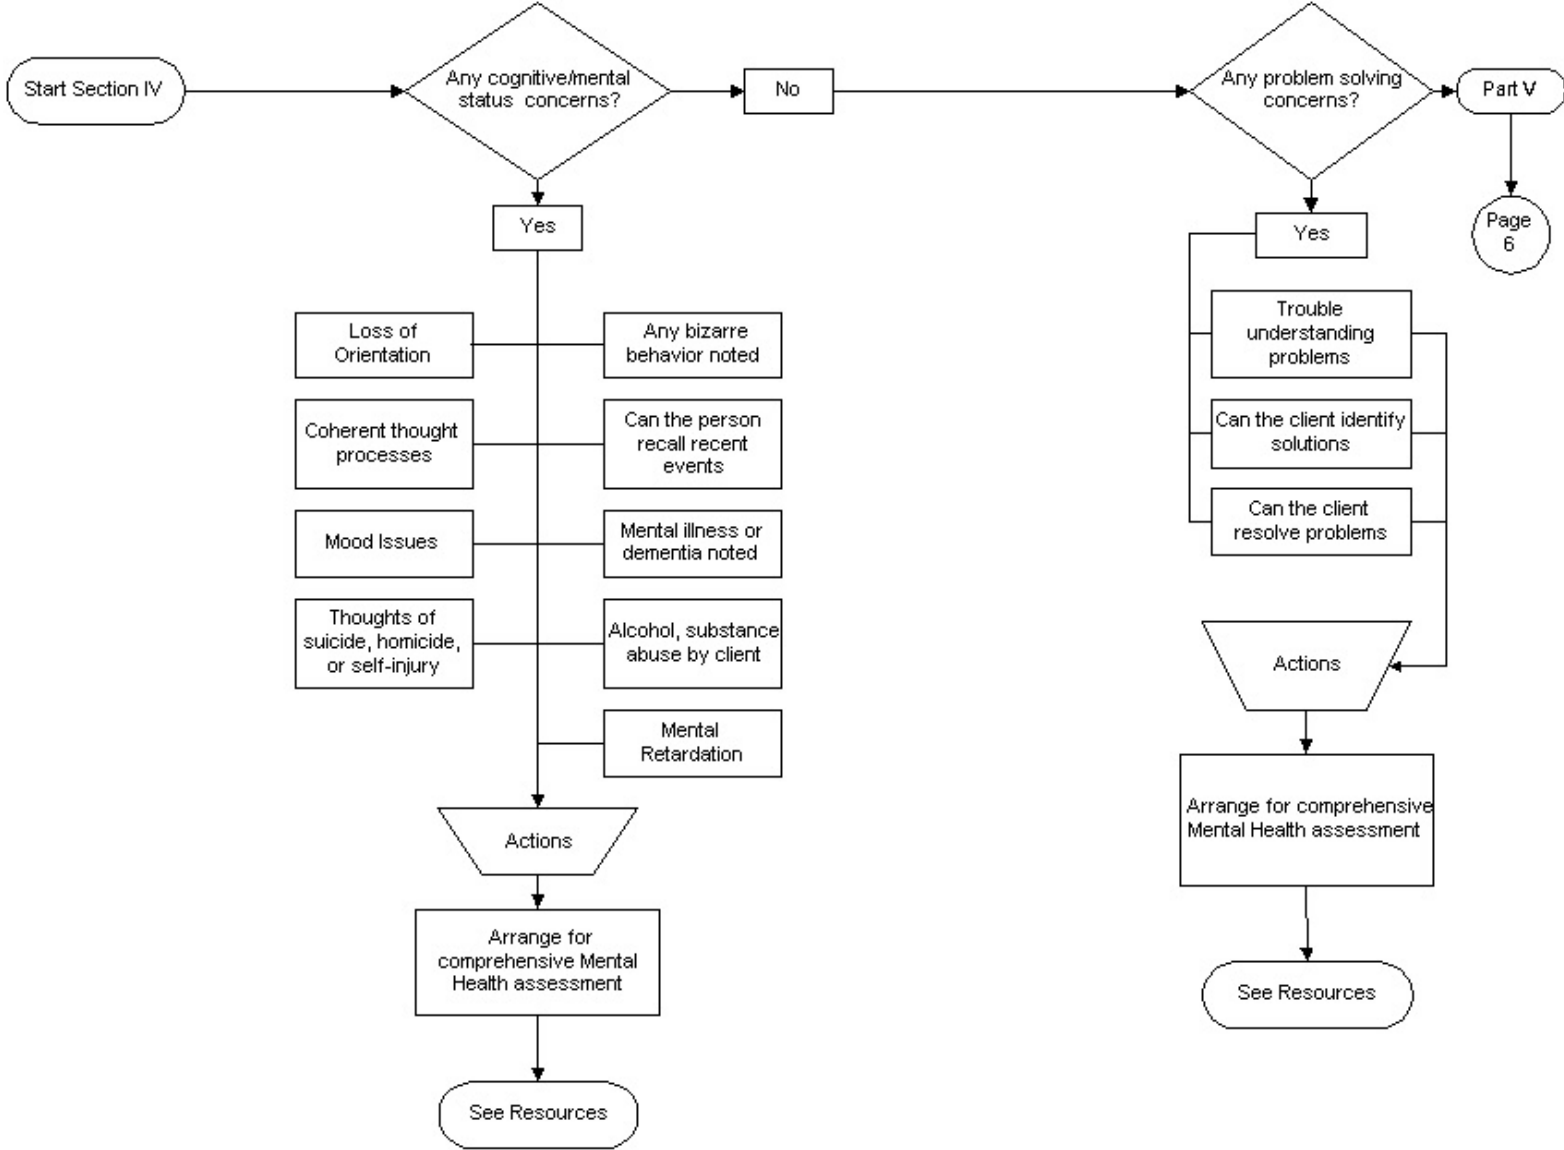 Start Section IV
Any cognitive/mental
status concerns?
No
Any problem solving
concerns?
Part V
Page
6
Yes
Yes
Loss of
Orientation
Any bizarre
behavior noted
Coherent thought
processes
Can the person
recall recent
events
Mood Issues
Mental illness or
dementia noted
Thoughts of
suicide, homicide,
or self-injury
Alcohol, substance
abuse by client
Mental
Retardation
Actions
Arrange for
comprehensive Mental
Health assessment
See Resources
Trouble
understanding
problems
Can the client identify
solutions
Can the client
resolve problems
Actions
Arrange for comprehensive
Mental Health assessment
See Resources